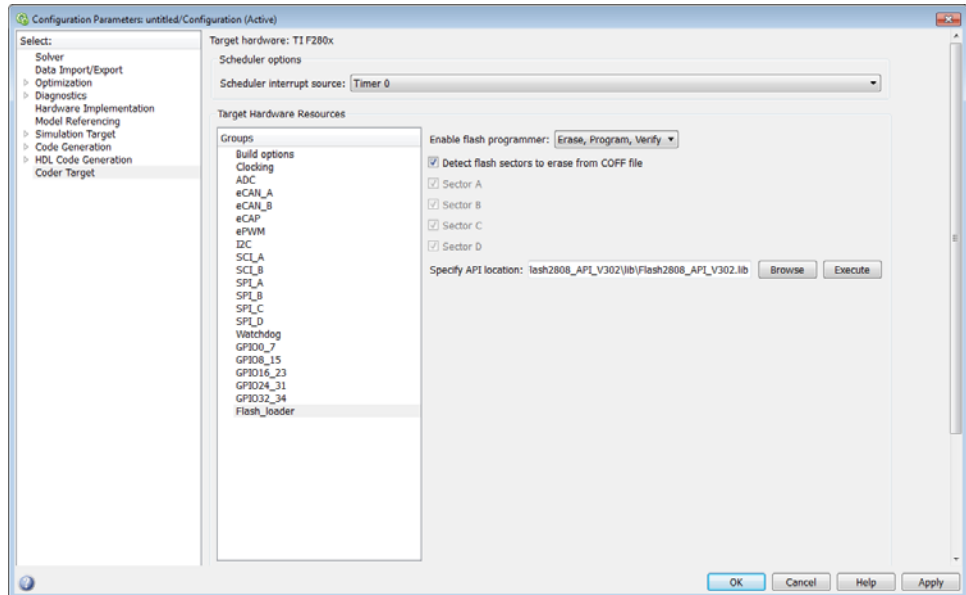 Configuration Parameters: untitled/Configuration (Active)
Select:
Solver
Data Import/Export
Optimization
Diagnostics
Hardware Implementation
Model Referencing
Simulation Target
Code Generation
HDL Code Generation
Coder Target
Target hardware: TI F280x
Scheduler options
Scheduler interrupt source: Timer 0
Target Hardware Resources
Groups
Build options
Clocking
ADC
eCAN_A
eCAN_B
eCAP
ePWM
I2C
SCI_A
SCI_B
SPI_A
SPI_B
SPI_C
SPI_D
Watchdog
GPIO0_7
GPIO8_15
GPIO16_23
GPIO24_31
GPIO32_34
Flash_loader
Enable flash programmer: Erase, Program, Verify
Detect flash sectors to erase from COFF file
Sector A
Sector B
Sector C
Sector D
Specify API location: lash2808_API_V302\lib\Flash2808_API_V302.lib Browse Execute
OK Cancel Help Apply